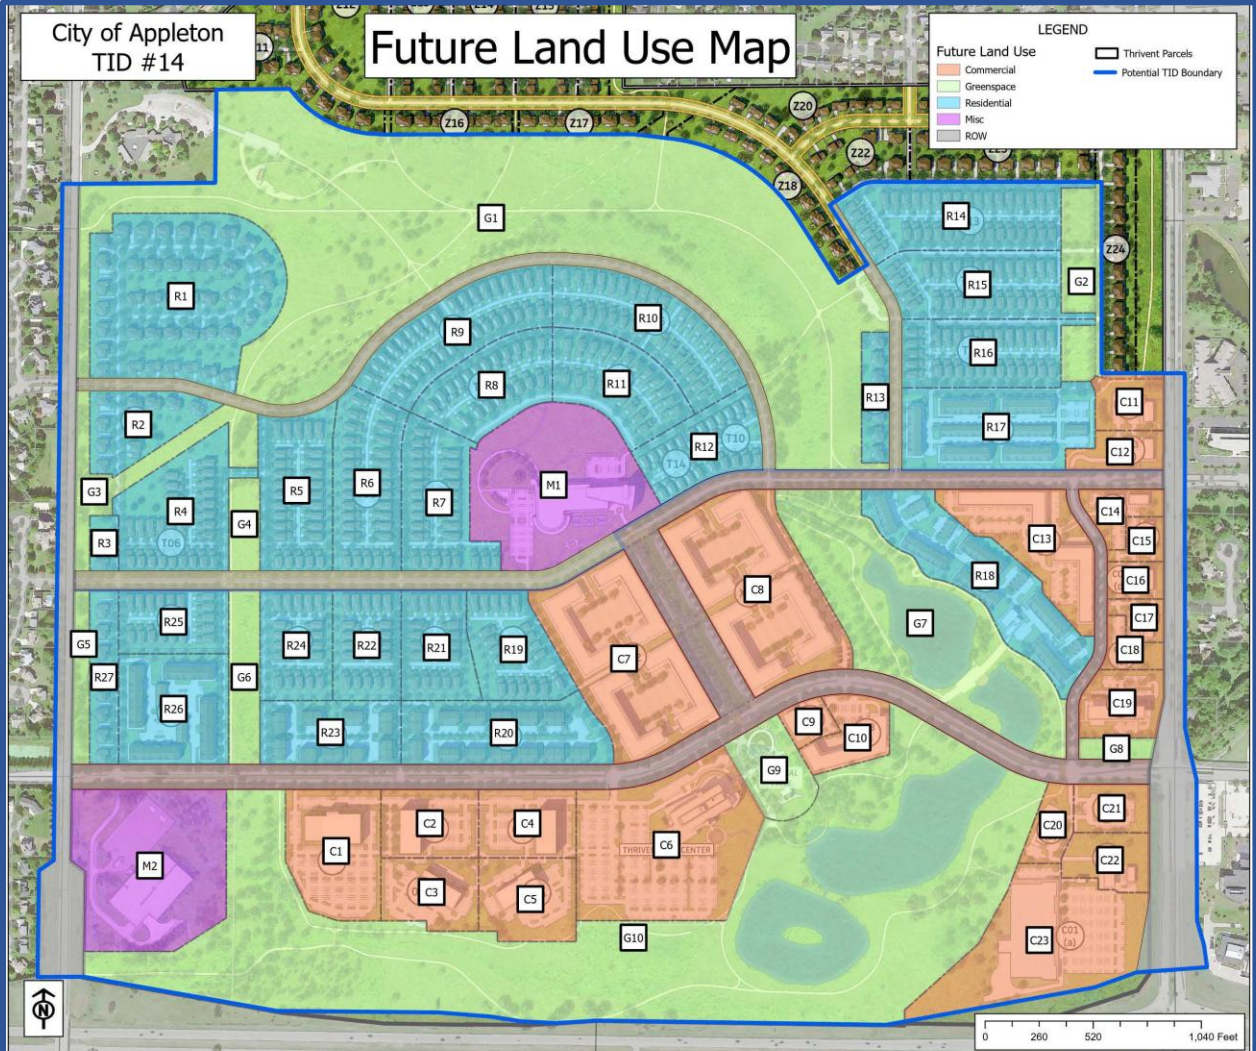 City of Appleton
TID #14
Future Land Use Map
LEGEND
Future Land Use
Commercial
Greenspace
Residential
Misc
ROW
Thrivent Parcels
Potential TID Boundary
Z12
Z16
Z17
Z20
Z22
Z18
Z24
G1
R14
R15
G2
R1
R10
R9
R16
R8
R11
R13
C11
R2
R12
T10
R17
C12
T14
G3
R5
R6
R7
M1
R4
G4
C14
R3
T06
C13
C15
C16
R18
C8
R25
G7
C17
G5
R24
R22
R21
R19
C18
C7
R27
G6
R26
C19
R23
R20
C9
C10
G8
G9
C2
C4
C20
C21
C1
C6
M2
C22
C3
C5
G10
C23
C01
(a)
N
0 260 520 1,040 Feet